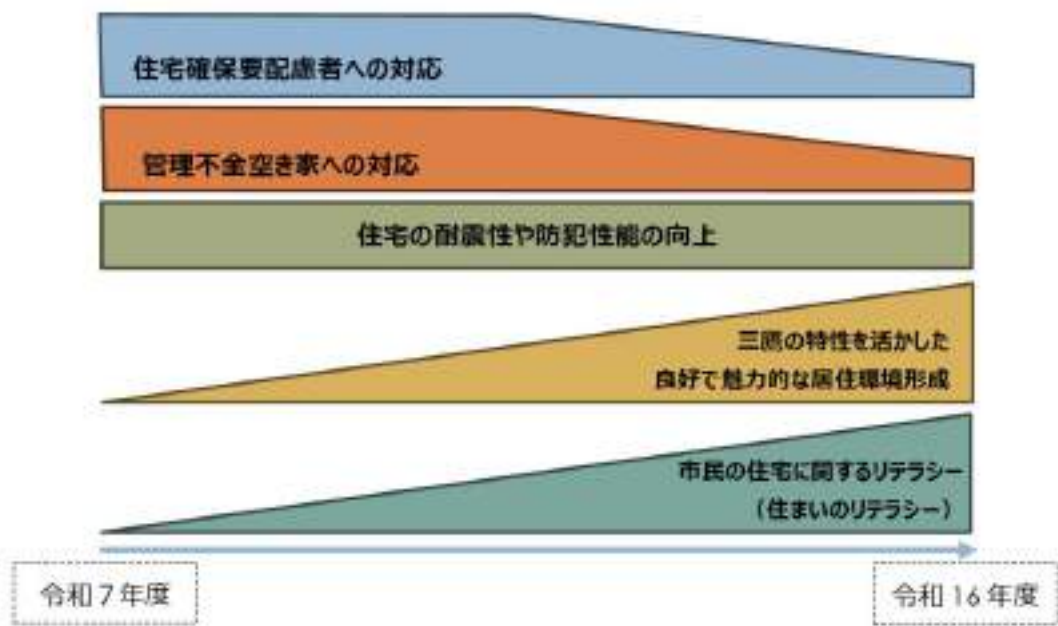 住宅確保要配慮者への対応
管理不全空き家への対応
住宅の耐震性や防犯性能の向上
三鷹の特性を活かした
良好で魅力的な居住環境形成
市民の住宅に関するリテラシー
（住まいのリテラシー）
令和7年度
令和16年度